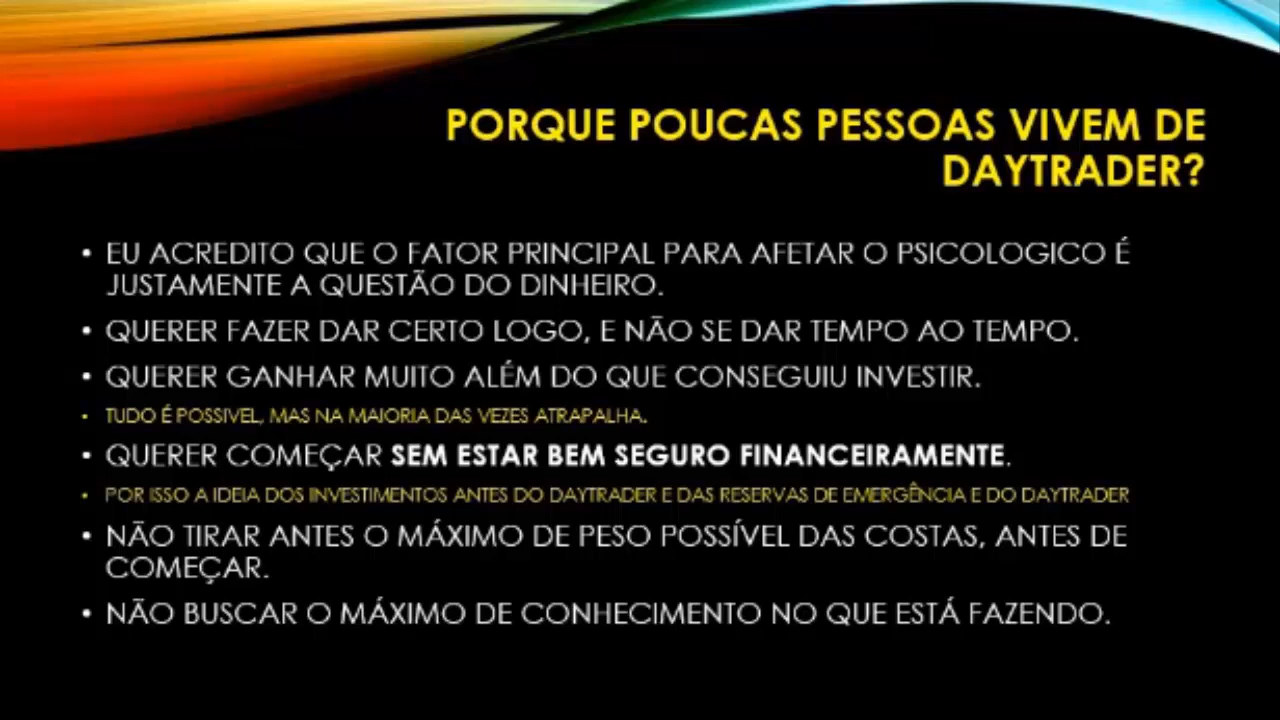 PORQUE POUCAS PESSOAS VIVEM DE
DAYTRADER?
• EU ACREDITO QUE O FATOR PRINCIPAL PARA AFETAR O PSICOLOGICO É
JUSTAMENTE A QUESTÃO DO DINHEIRO.
• QUERER FAZER DAR CERTO LOGO, E NÃO SE DAR TEMPO AO TEMPO.
• QUERER GANHAR MUITO ALÉM DO QUE CONSEGUIU INVESTIR.
• TUDO É POSSIVEL, MAS NA MAIORIA DAS VEZES ATRAPALHA.
• QUERER COMEÇAR SEM ESTAR BEM SEGURO FINANCEIRAMENTE.
• POR ISSO A IDEIA DOS INVESTIMENTOS ANTES DO DAYTRADER E DAS RESERVAS DE EMERGÊNCIA E DO DAYTRADER
• NÃO TIRAR ANTES O MÁXIMO DE PESO POSSÍVEL DAS COSTAS, ANTES DE
COMEÇAR.
• NÃO BUSCAR O MÁXIMO DE CONHECIMENTO NO QUE ESTÁ FAZENDO.